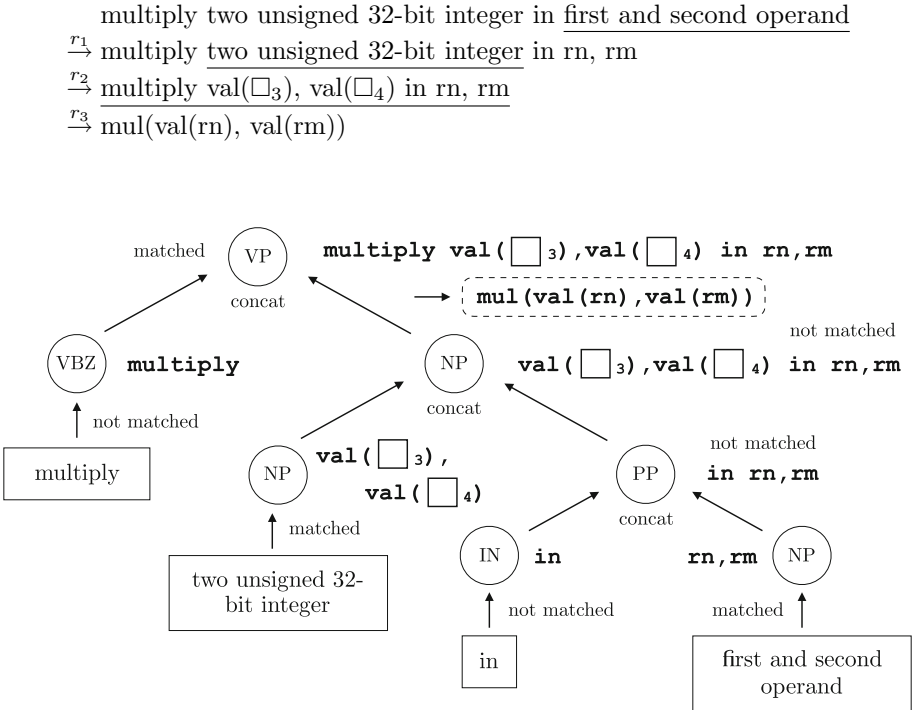 multiply two unsigned 32-bit integer in first and second operand
r₁→ multiply two unsigned 32-bit integer in rn, rm
r₂→ multiply val(□₃), val(□₄) in rn, rm
r₃→ mul(val(rn), val(rm))
matched VP multiply val(□₃),val(□₄) in rn,rm
concat
→ mul(val(rn),val(rm))
not matched
VBZ multiply NP val(□₃),val(□₄) in rn,rm
concat
not matched
multiply
NP val(□₃),
val(□₄)
not matched
PP in rn,rm
concat
matched
two unsigned 32-
bit integer
IN in rn,rm NP
not matched matched
in
first and second
operand